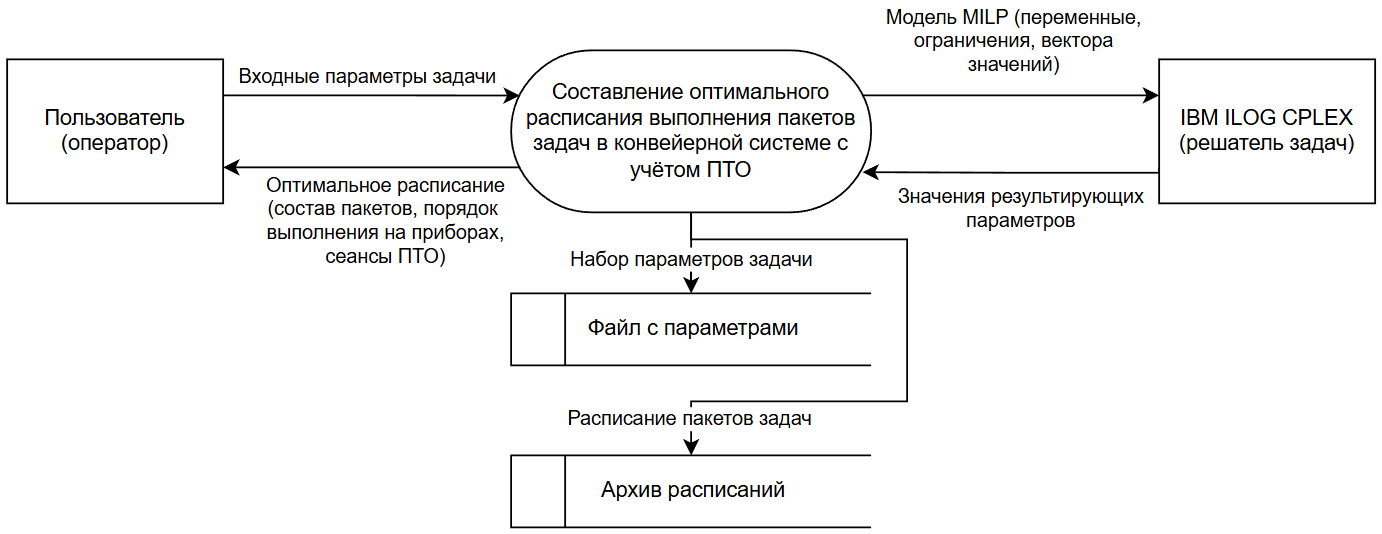 Пользователь
(оператор)
Входные параметры задачи
Оптимальное расписание
(состав пакетов, порядок
выполнения на приборах,
сеансы ПТО)
Составление оптимального
расписания выполнения пакетов
задач в конвейерной системе с
учётом ПТО
Модель MILP (переменные,
ограничения, вектора
значений)
Значения результирующих
параметров
IBM ILOG CPLEX
(решатель задач)
Набор параметров задачи
Файл с параметрами
Расписание пакетов задач
Архив расписаний